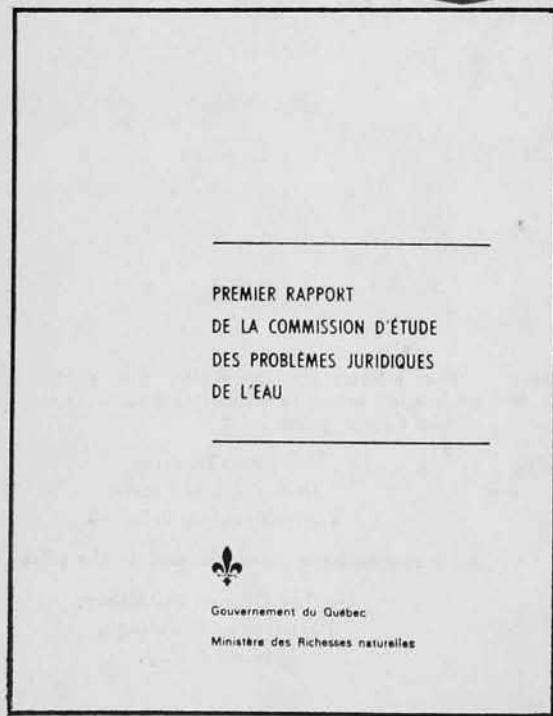 PREMIER RAPPORT
DE LA COMMISSION D'ÉTUDE
DES PROBLÈMES JURIDIQUES
DE L'EAU
Gouvernement du Québec
Ministère des Richesses naturelles